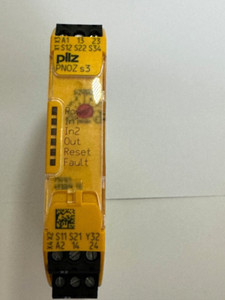 A1 13 23
S12 S22 S34
pilz
PNOZ s3
In2
Out
Reset
Fault
S11 S21 Y32
A2 14 24